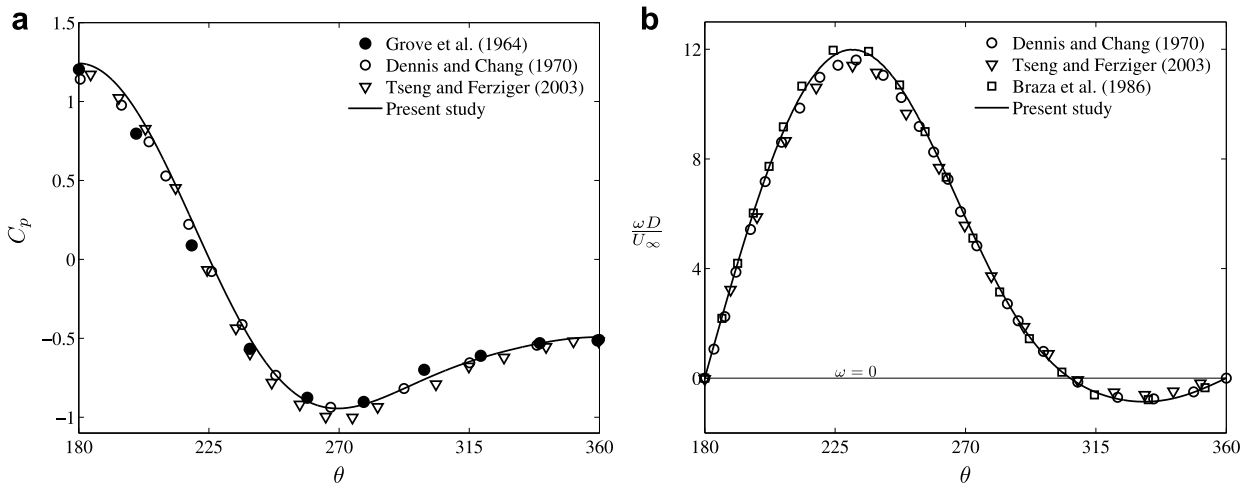 a
1.5
1
0.5
0
−0.5
−1
C_p
180
225
270
315
360
θ
Grove et al. (1964)
Dennis and Chang (1970)
Tseng and Ferziger (2003)
Present study
b
12
8
4
0
ωD
U_∞
180
225
270
315
360
θ
Dennis and Chang (1970)
Tseng and Ferziger (2003)
Braza et al. (1986)
Present study
ω = 0